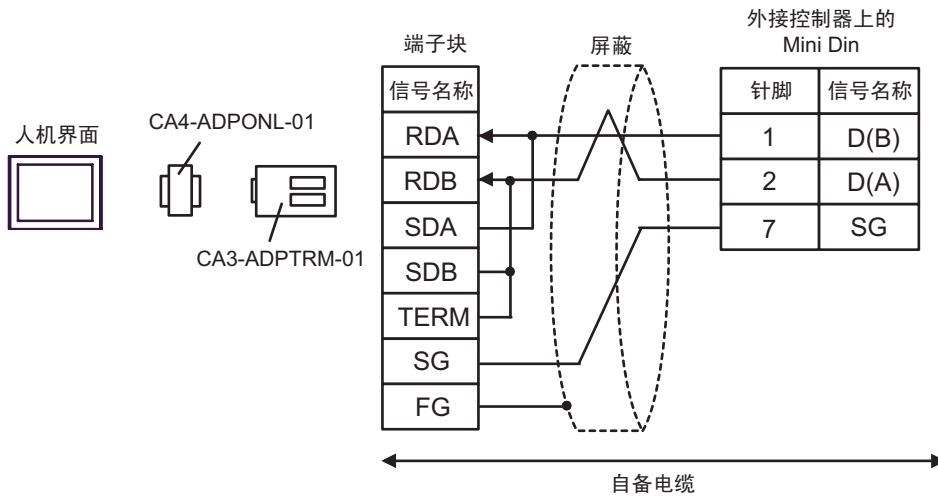 人机界面
CA4-ADPONL-01
CA3-ADPTRM-01
端子块
信号名称
RDA
RDB
SDA
SDB
TERM
SG
FG
屏蔽
外接控制器上的
Mini Din
针脚 信号名称
1 D(B)
2 D(A)
7 SG
自备电缆